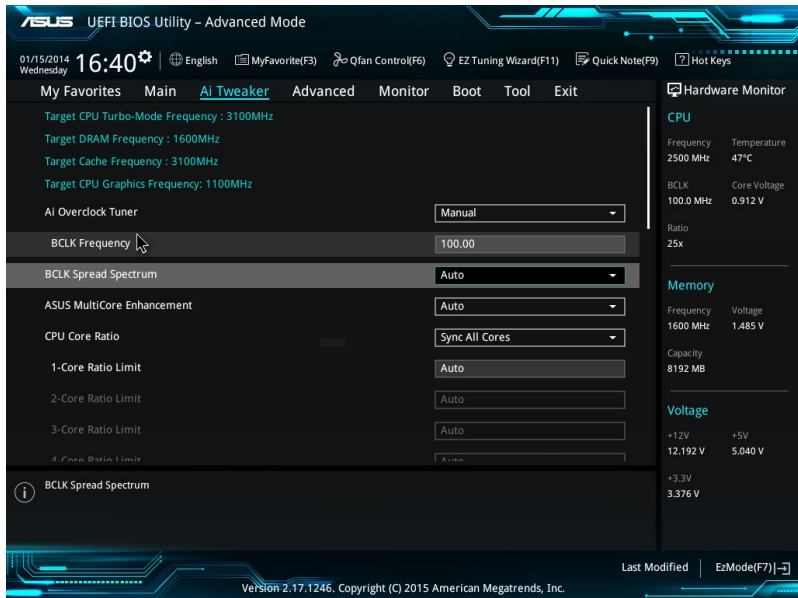 ASUS UEFI BIOS Utility – Advanced Mode
01/15/2014 Wednesday 16:40 English MyFavorite(F3) Qfan Control(F6) EZ Tuning Wizard(F11) Quick Note(F9) ? Hot Keys
My Favorites Main Ai Tweaker Advanced Monitor Boot Tool Exit
Target CPU Turbo-Mode Frequency : 3100MHz
Target DRAM Frequency : 1600MHz
Target Cache Frequency : 3100MHz
Target CPU Graphics Frequency: 1100MHz
Ai Overclock Tuner Manual
BCLK Frequency 100.00
BCLK Spread Spectrum Auto
ASUS MultiCore Enhancement Auto
CPU Core Ratio Sync All Cores
1-Core Ratio Limit Auto
2-Core Ratio Limit Auto
3-Core Ratio Limit Auto
4-Core Ratio Limit Auto
i BCLK Spread Spectrum
Hardware Monitor
CPU
Frequency Temperature
2500 MHz 47°C
BCLK Core Voltage
100.0 MHz 0.912 V
Ratio
25x
Memory
Frequency Voltage
1600 MHz 1.485 V
Capacity
8192 MB
Voltage
+12V +5V
12.192 V 5.040 V
+3.3V
3.376 V
Last Modified EzMode(F7)
Version 2.17.1246. Copyright (C) 2015 American Megatrends, Inc.